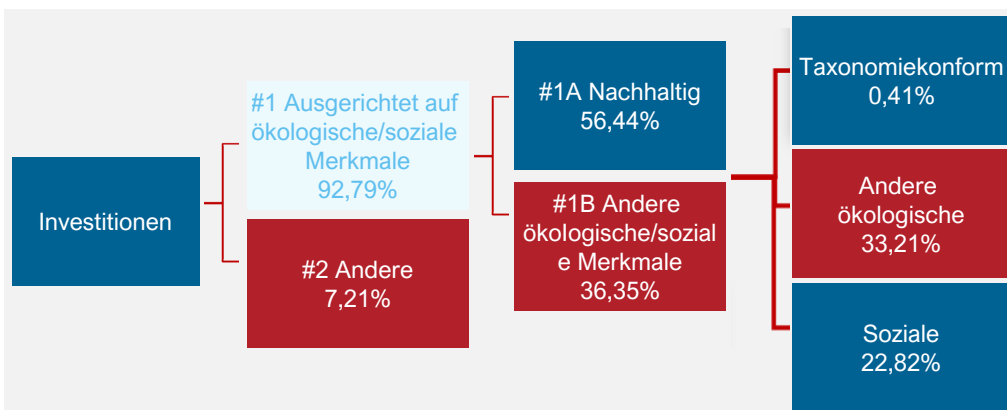 Investitionen
#1 Ausgerichtet auf
ökologische/soziale
Merkmale
92,79%
#2 Andere
7,21%
#1A Nachhaltig
56,44%
#1B Andere
ökologische/sozial
e Merkmale
36,35%
Taxonomiekonform
0,41%
Andere
ökologische
33,21%
Soziale
22,82%